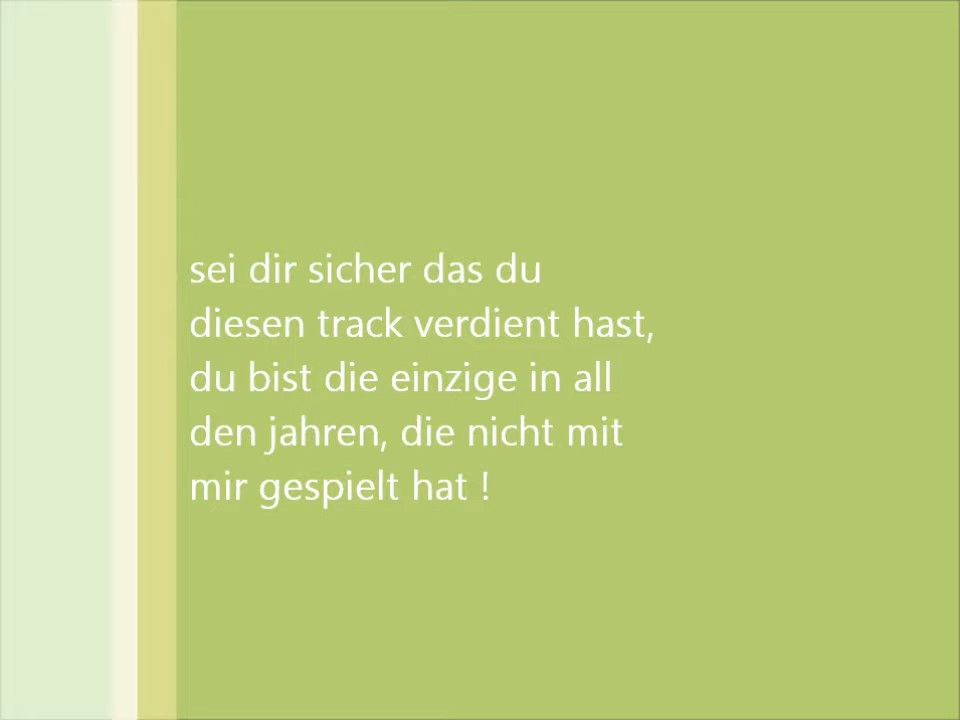 sei dir sicher das du
diesen track verdient hast,
du bist die einzige in all
den jahren, die nicht mit
mir gespielt hat !